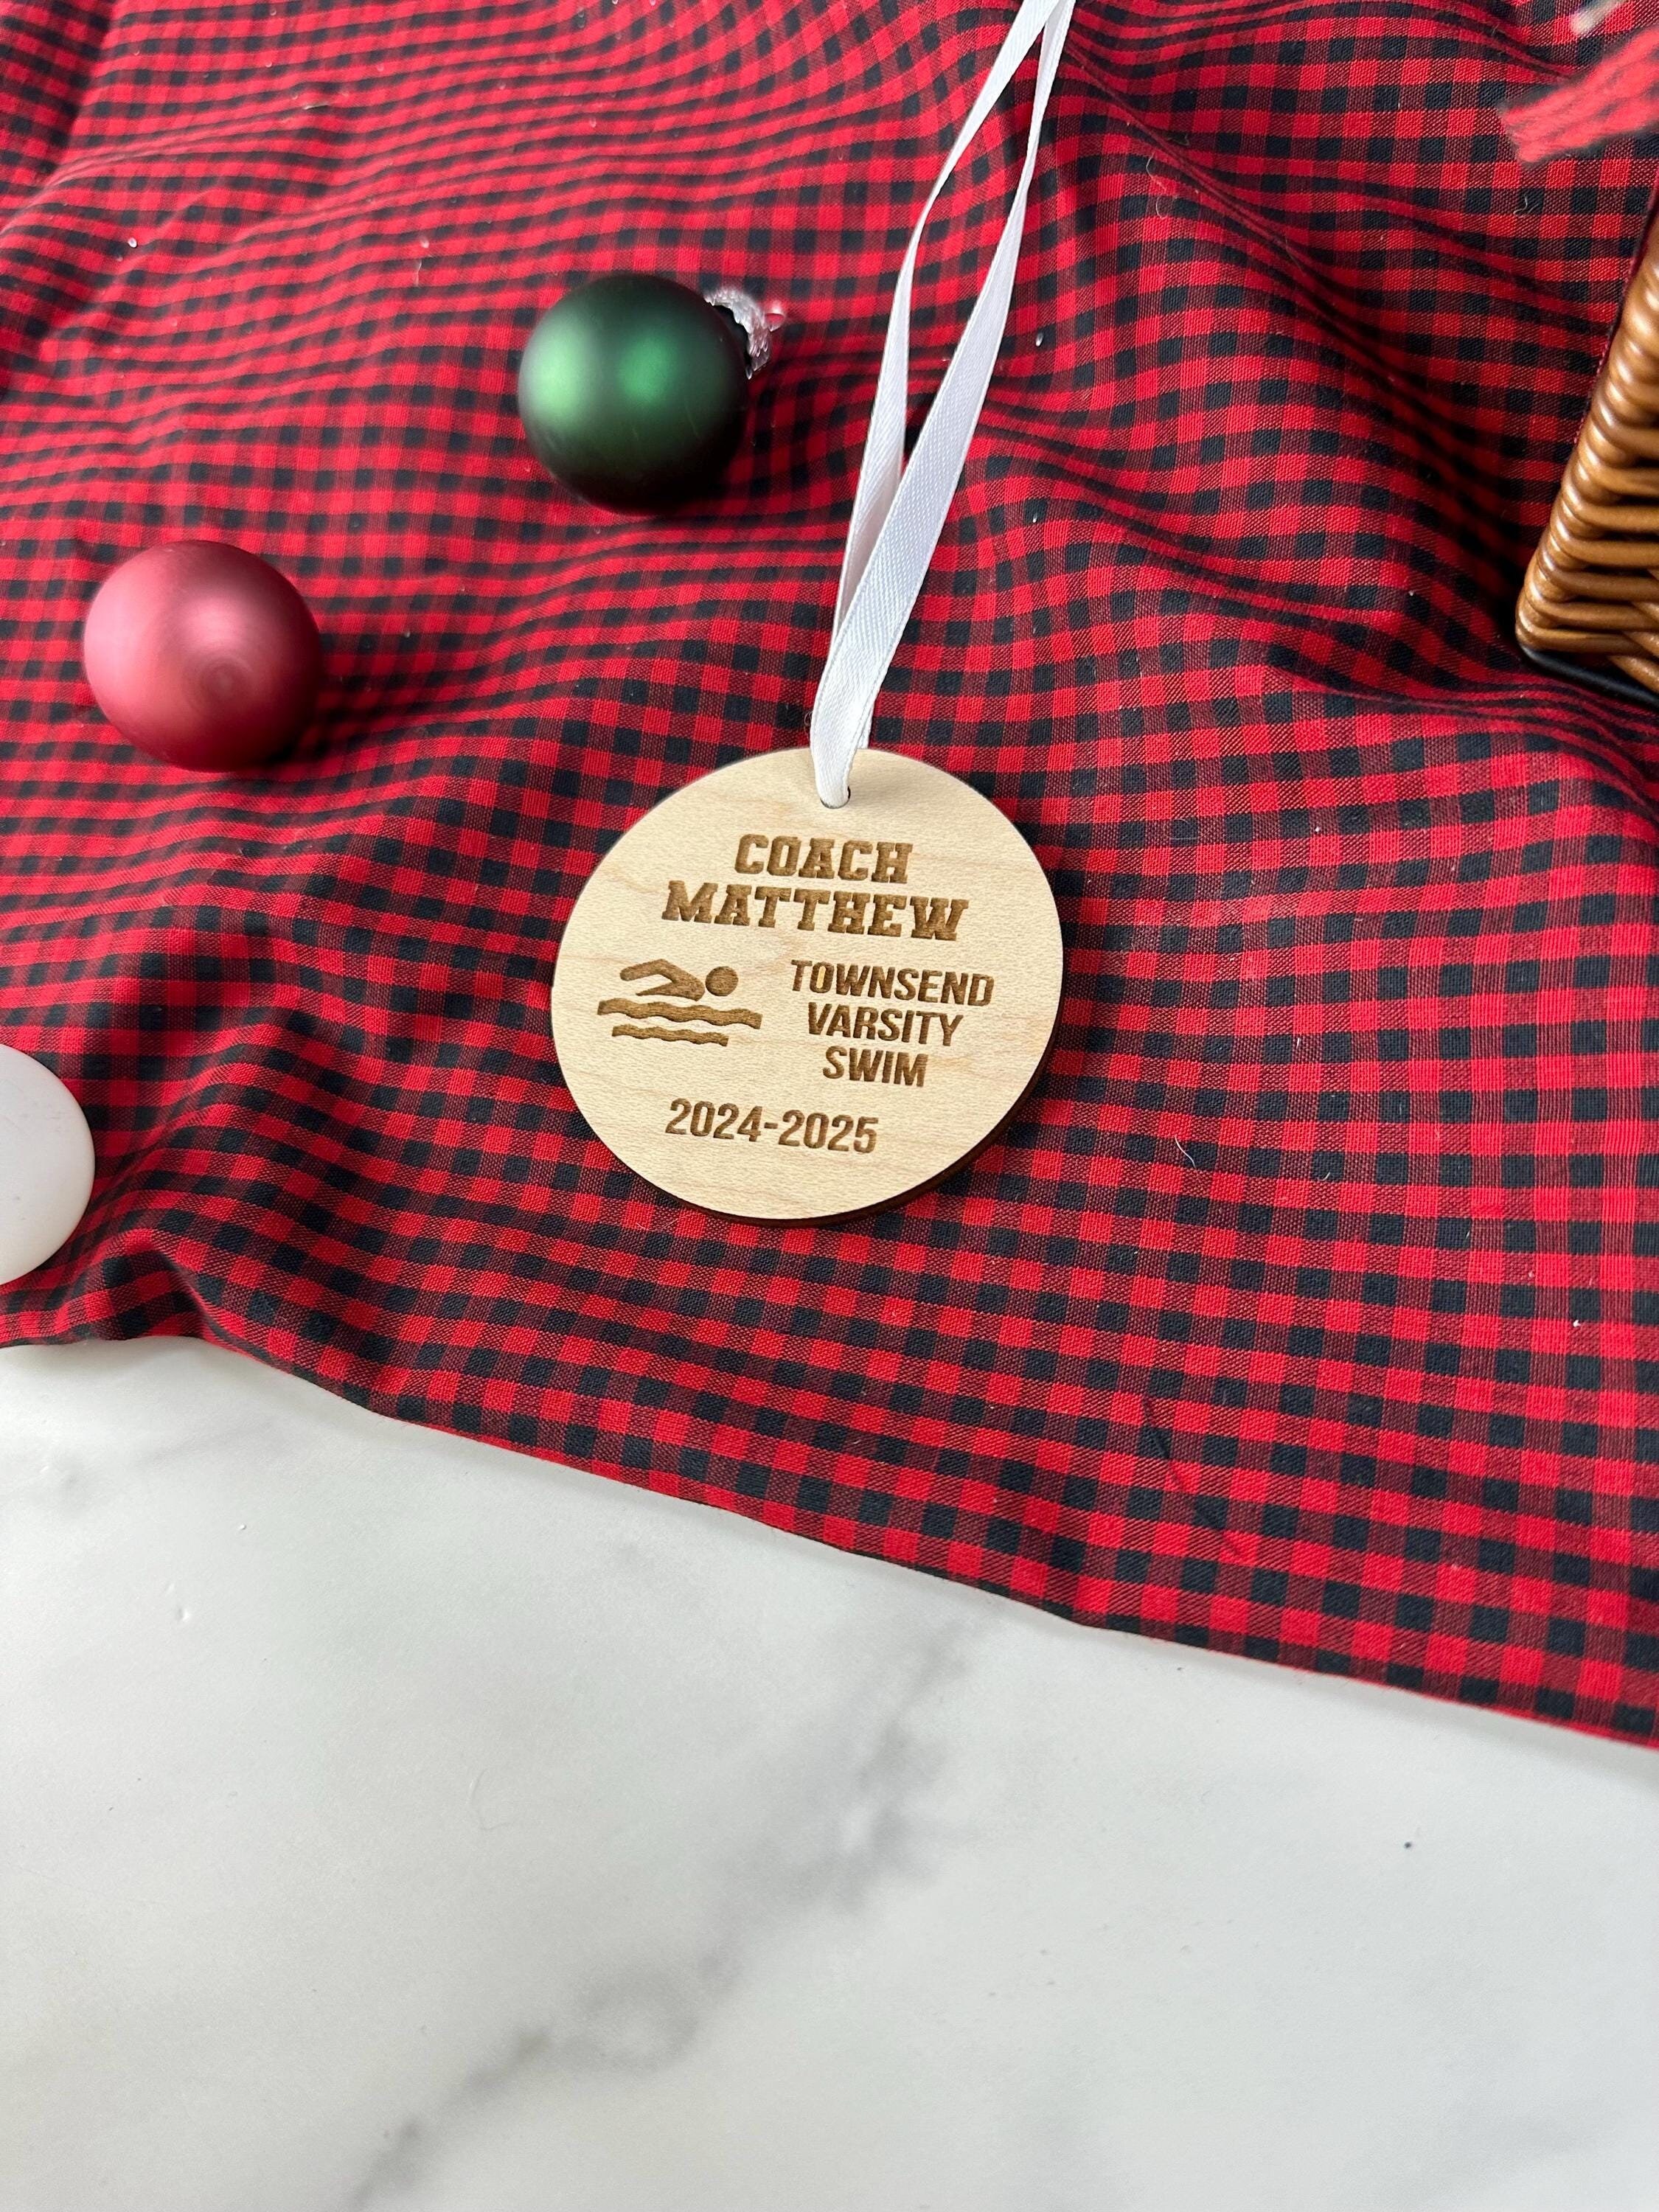 COACH
MATTHEW
TOWNSEND
VARSITY
SWIM
2024-2025